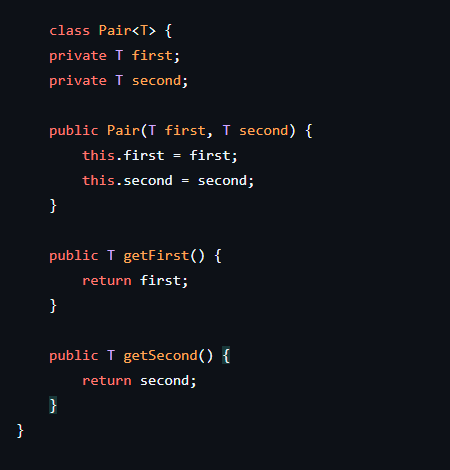 class Pair<T> {
private T first;
private T second;

public Pair(T first, T second) {
    this.first = first;
    this.second = second;
}

public T getFirst() {
    return first;
}

public T getSecond() {
    return second;
}
}